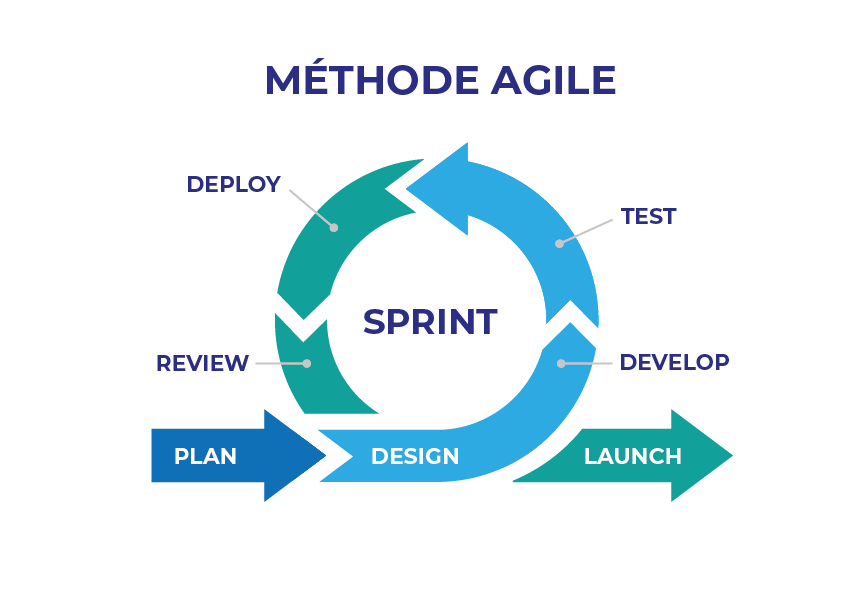 MÉTHODE AGILE
DEPLOY
TEST
SPRINT
REVIEW
DEVELOP
PLAN
DESIGN
LAUNCH